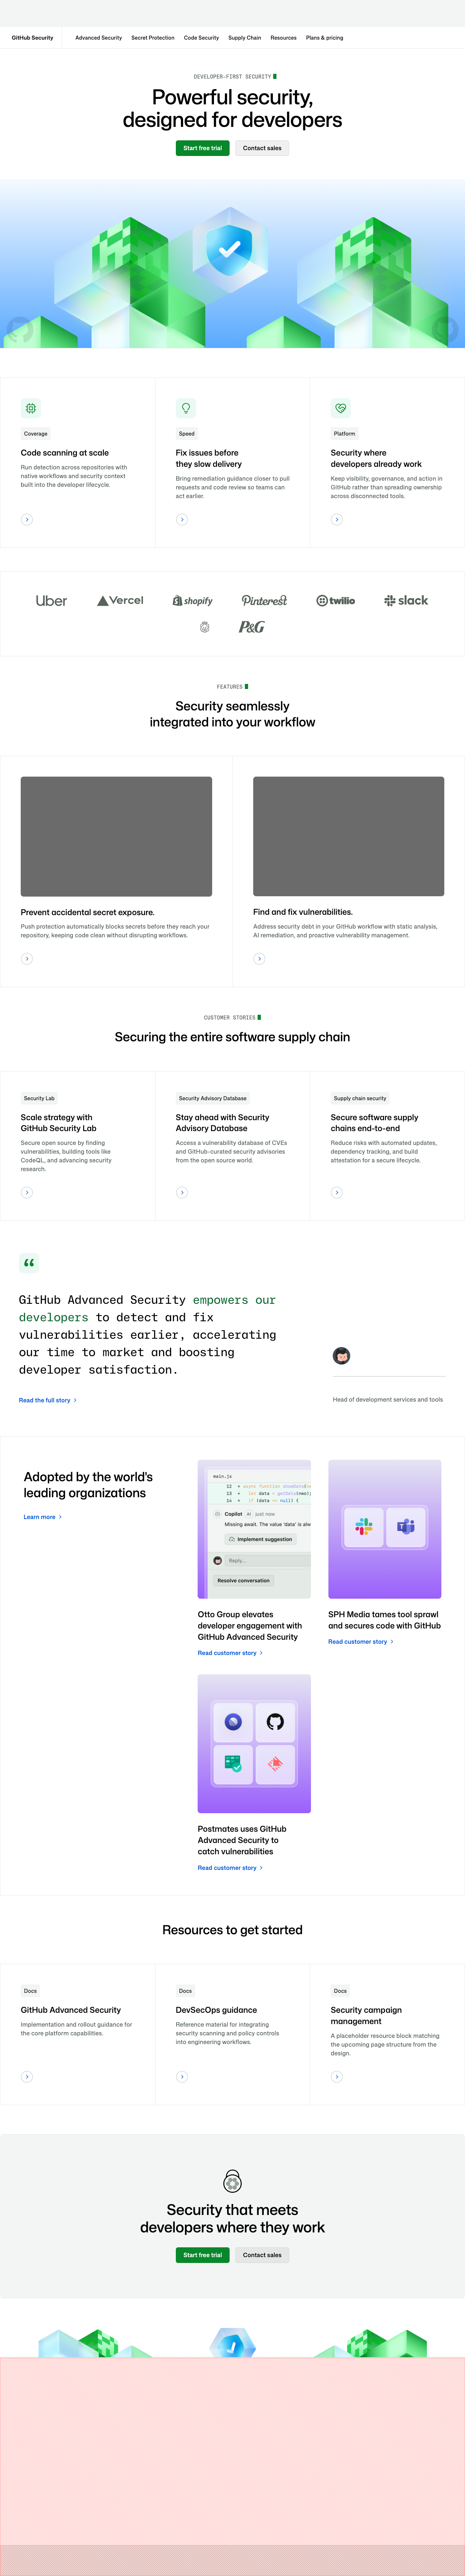 GitHub Security
Advanced Security
Secret Protection
Code Security
Supply Chain
Resources
Plans & pricing
DEVELOPER-FIRST SECURITY
Powerful security,
designed for developers
Start free trial
Contact sales
Coverage
Code scanning at scale
Run detection across repositories with
native workflows and security context
built into the developer lifecycle.
Speed
Fix issues before
they slow delivery
Bring remediation guidance closer to pull
requests and code review so teams can
act earlier.
Platform
Security where
developers already work
Keep visibility, governance, and action in
GitHub rather than spreading ownership
across disconnected tools.
Uber
Vercel
shopify
Pinterest
twilio
slack
P&G
FEATURES
Security seamlessly
integrated into your workflow
Prevent accidental secret exposure.
Push protection automatically blocks secrets before they reach your
repository, keeping code clean without disrupting workflows.
Find and fix vulnerabilities.
Address security debt in your GitHub workflow with static analysis,
AI remediation, and proactive vulnerability management.
CUSTOMER STORIES
Securing the entire software supply chain
Security Lab
Scale strategy with
GitHub Security Lab
Secure open source by finding
vulnerabilities, building tools like
CodeQL, and advancing security
research.
Security Advisory Database
Stay ahead with Security
Advisory Database
Access a vulnerability database of CVEs
and GitHub-curated security advisories
from the open source world.
Supply chain security
Secure software supply
chains end-to-end
Reduce risks with automated updates,
dependency tracking, and build
attestation for a secure lifecycle.
“
GitHub Advanced Security empowers our
developers to detect and fix
vulnerabilities earlier, accelerating
our time to market and boosting
developer satisfaction.
Read the full story
Head of development services and tools
Adopted by the world's
leading organizations
Learn more
main.js
12 + async function
13 + let data =
14 + if (data == null) {
Copilot AI just now
Missing await. The value 'data' is alw
Implement suggestion
Reply...
Resolve conversation
Otto Group elevates
developer engagement with
GitHub Advanced Security
Read customer story
SPH Media tames tool sprawl
and secures code with GitHub
Read customer story
Postmates uses GitHub
Advanced Security to
catch vulnerabilities
Read customer story
Resources to get started
Docs
GitHub Advanced Security
Implementation and rollout guidance for
the core platform capabilities.
Docs
DevSecOps guidance
Reference material for integrating
security scanning and policy controls
into engineering workflows.
Docs
Security campaign
management
A placeholder resource block matching
the upcoming page structure from the
design.
Security that meets
developers where they work
Start free trial
Contact sales